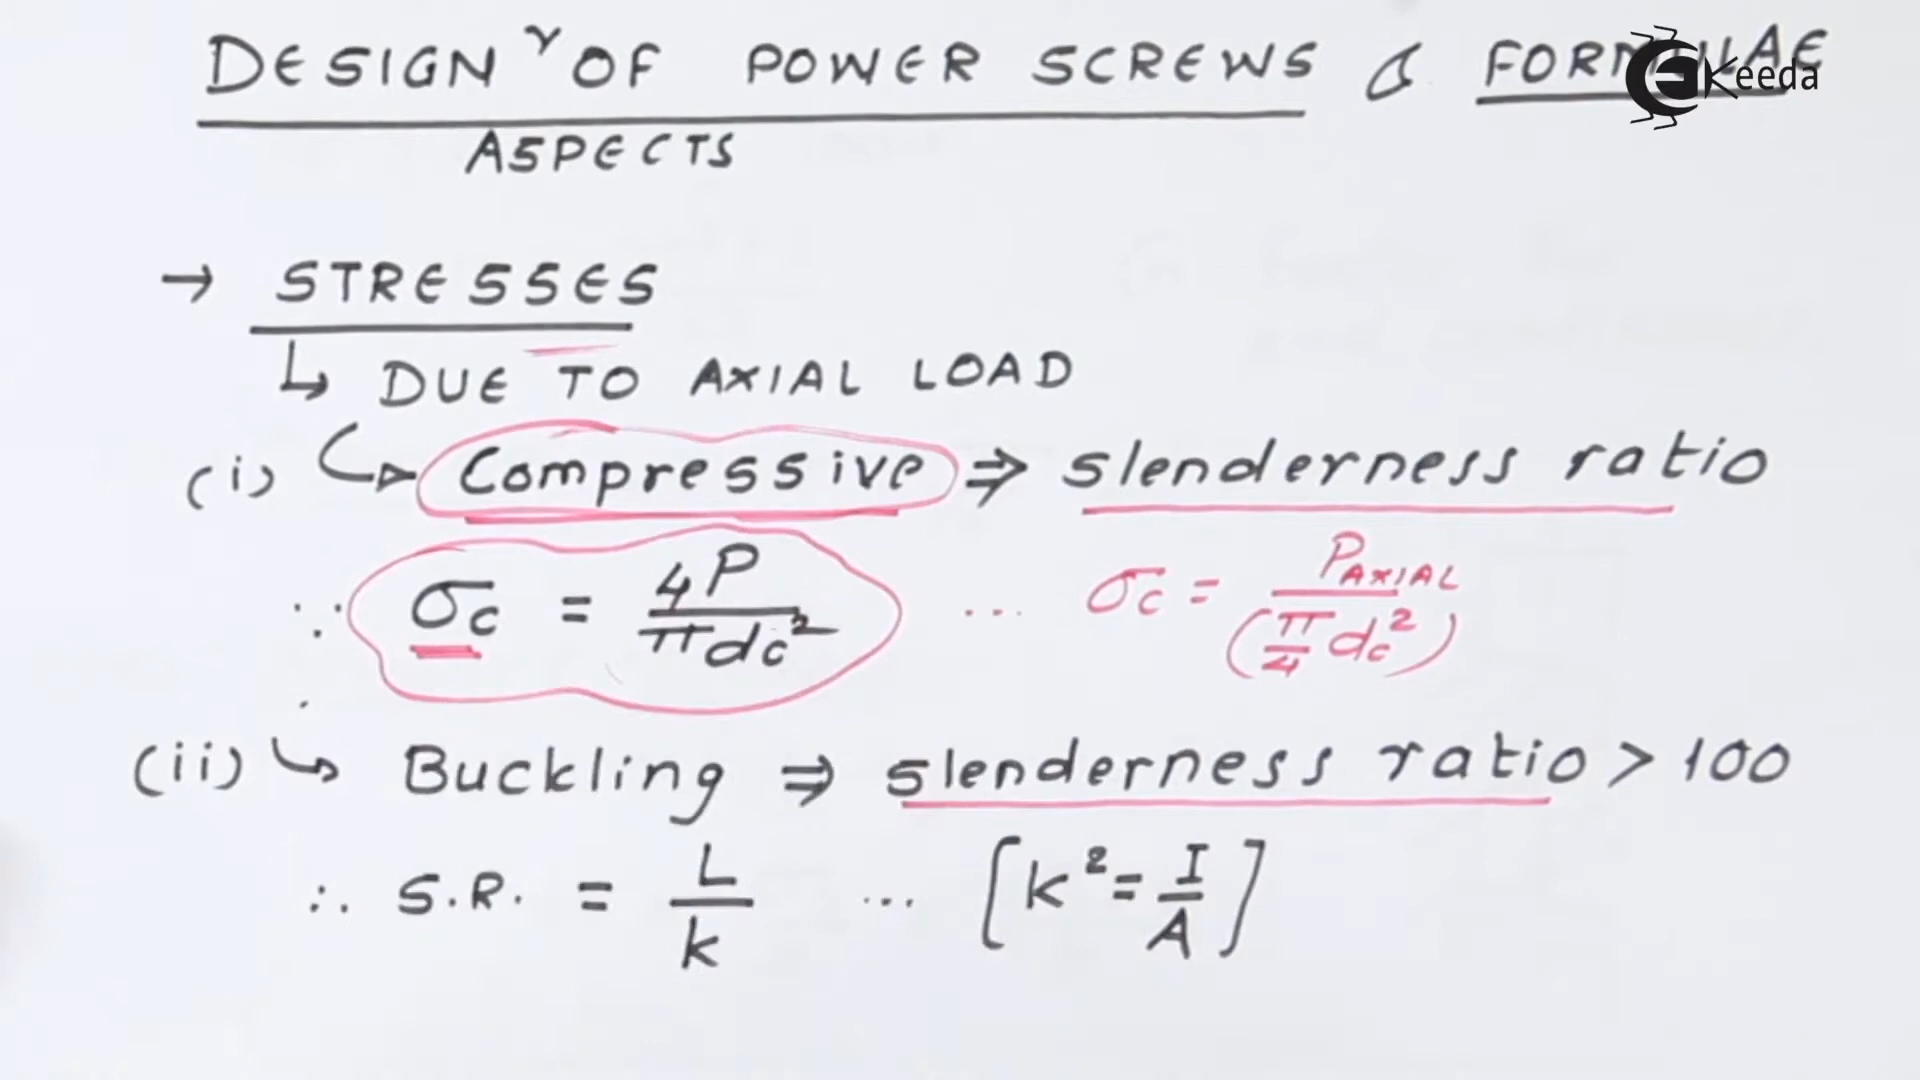 DESIGN OF POWER SCREWS & FORMULAE
ASPECTS
Keeda
→ STRESSES
↳ DUE TO AXIAL LOAD
(i) ↪ Compressive ⇒ slenderness ratio
∵ σc = 4P / πdc² ... σc = PAXIAL / (π/4 dc²)
(ii) ↪ Buckling ⇒ slenderness ratio > 100
∴ S.R. = L / k ... [k² = I / A]